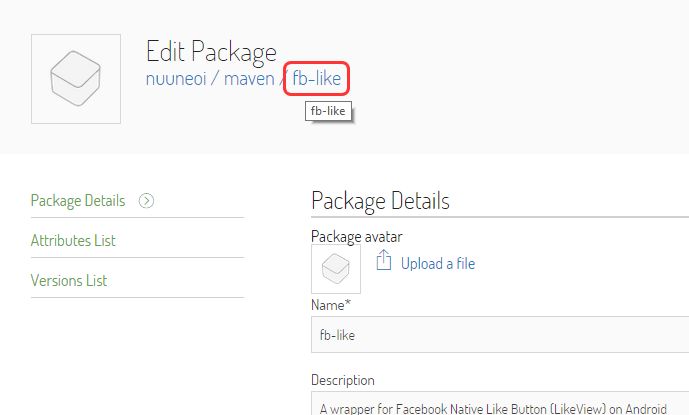 Edit Package
nuuneoi / maven / fb-like
fb-like
Package Details
Attributes List
Versions List
Package Details
Package avatar
Upload a file
Name*
fb-like
Description
A wrapper for Facebook Native Like Button (LikeView) on Android